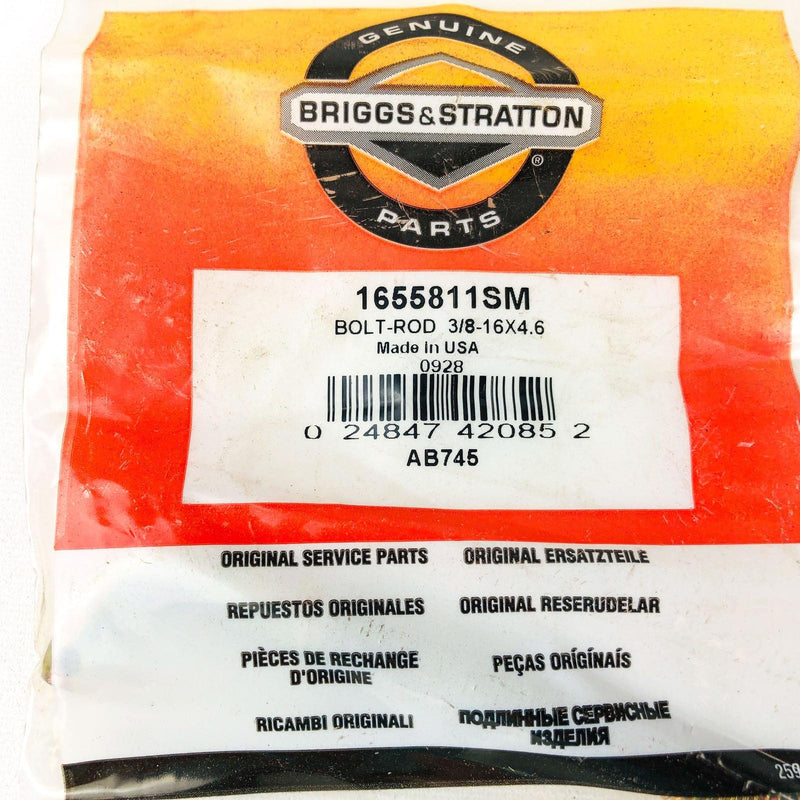 GENUINE
BRIGGS&STRATTON
®
PARTS
1655811SM
BOLT-ROD 3/8-16X4.6
Made In USA
0928
0 24847 42085 2
AB745
ORIGINAL SERVICE PARTS ORIGINAL ERSATZTEILE
REPUESTOS ORIGINALES ORIGINAL RESERUDELAR
PIÈCES DE RECHANGE PEÇAS ORÍGÍNAÍS
D'ORIGINE
RICAMBI ORIGINALI ПОДЛИННЫЕ СЕРВИСНЫЕ
ИЗДЕЛИЯ
259